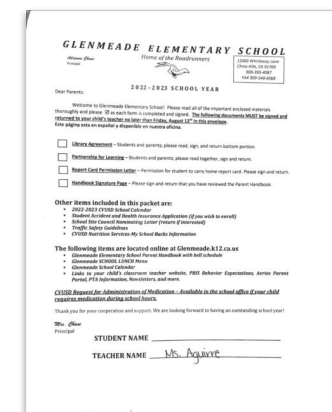 GLENMEADE ELEMENTARY SCHOOL
Adriane Chase
Principal
Home of the Roadrunners
15000 Whirlaway Lane
Chino Hills, CA 91709
909-393-4087
FAX 909-548-6068
2022-2023 SCHOOL YEAR
Dear Parents:
Welcome to Glenmeade Elementary School! Please read all of the important enclosed materials
thoroughly and please ☑ as each form is completed and signed. The following documents MUST be signed and
returned to your child's teacher no later than Friday, August 12th in this envelope.
Este página esta en español y disponible en nuestra oficina.
Library Agreement – Students and parents, please read, sign, and return bottom portion.
Partnership for Learning – Students and parents, please read together, sign and return.
Report Card Permission Letter – Permission for student to carry home report card. Please sign and return.
Handbook Signature Page – Please sign and return that you have reviewed the Parent Handbook.
Other items included in this packet are:
• 2022-2023 CVUSD School Calendar
• Student Accident and Health Insurance Application (if you wish to enroll)
• School Site Council Nominating Letter (return if interested)
• Traffic Safety Guidelines
• CVUSD Nutrition Services-My School Bucks Information
The following items are located online at Glenmeade.k12.ca.us
• Glenmeade Elementary School Parent Handbook with bell schedule
• Glenmeade SCHOOL LUNCH Menu
• Glenmeade School Calendar
• Links to your child's classroom teacher website, PBIS Behavior Expectations, Aeries Parent
Portal, PTA Information, Newsletters, and more.
CVUSD Request for Administration of Medication – Available in the school office if your child
requires medication during school hours.
Thank you for your cooperation and support. We are looking forward to having an outstanding school year!
Mrs. Chase
Principal
STUDENT NAME
TEACHER NAME Ms. Aguirre